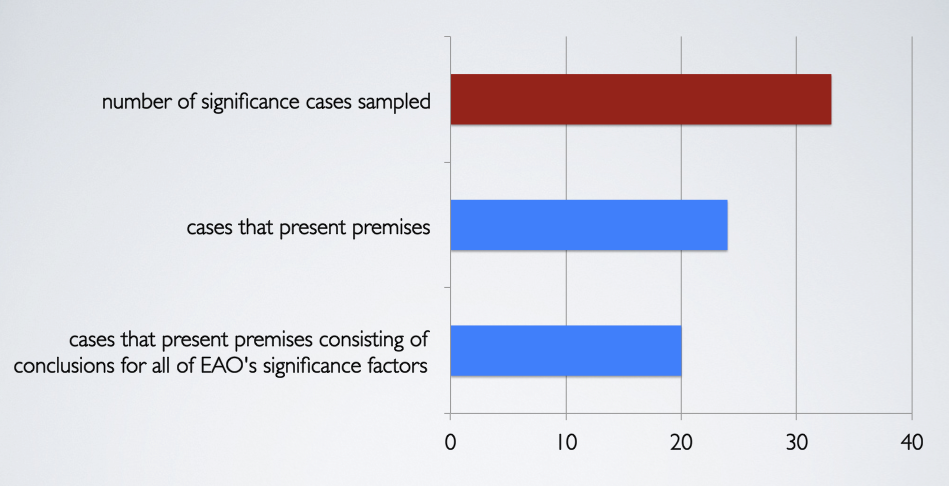 number of significance cases sampled
cases that present premises
cases that present premises consisting of
conclusions for all of EAO's significance factors
0 10 20 30 40